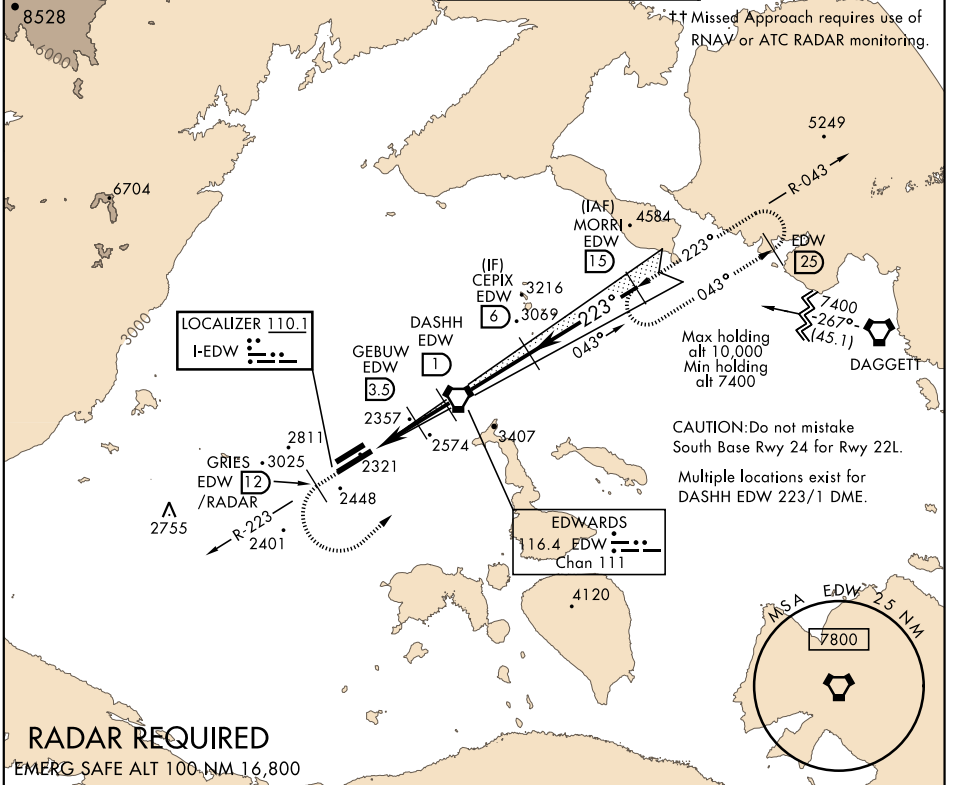 8528
†† Missed Approach requires use of
RNAV or ATC RADAR monitoring.
6000
5249
R-043
6704
(IAF)
MORRI
EDW
15
4584
223°
EDW
25
(IF)
CEPIX
EDW
6
3216
3069
223°
043°
043°
7400
-267°-
(45.1)
DAGGETT
LOCALIZER 110.1
I-EDW
DASHH
EDW
1
GEBUW
EDW
3.5
Max holding
alt 10,000
Min holding
alt 7400
3000
2357
2574
3407
CAUTION:Do not mistake
South Base Rwy 24 for Rwy 22L.
Multiple locations exist for
DASHH EDW 223/1 DME.
2811
3025
2321
GRIES
EDW 12
/RADAR
2448
2755
R-223
2401
EDWARDS
116.4 EDW
Chan 111
4120
MSA EDW 25 NM
7800
RADAR REQUIRED
EMERG SAFE ALT 100 NM 16,800